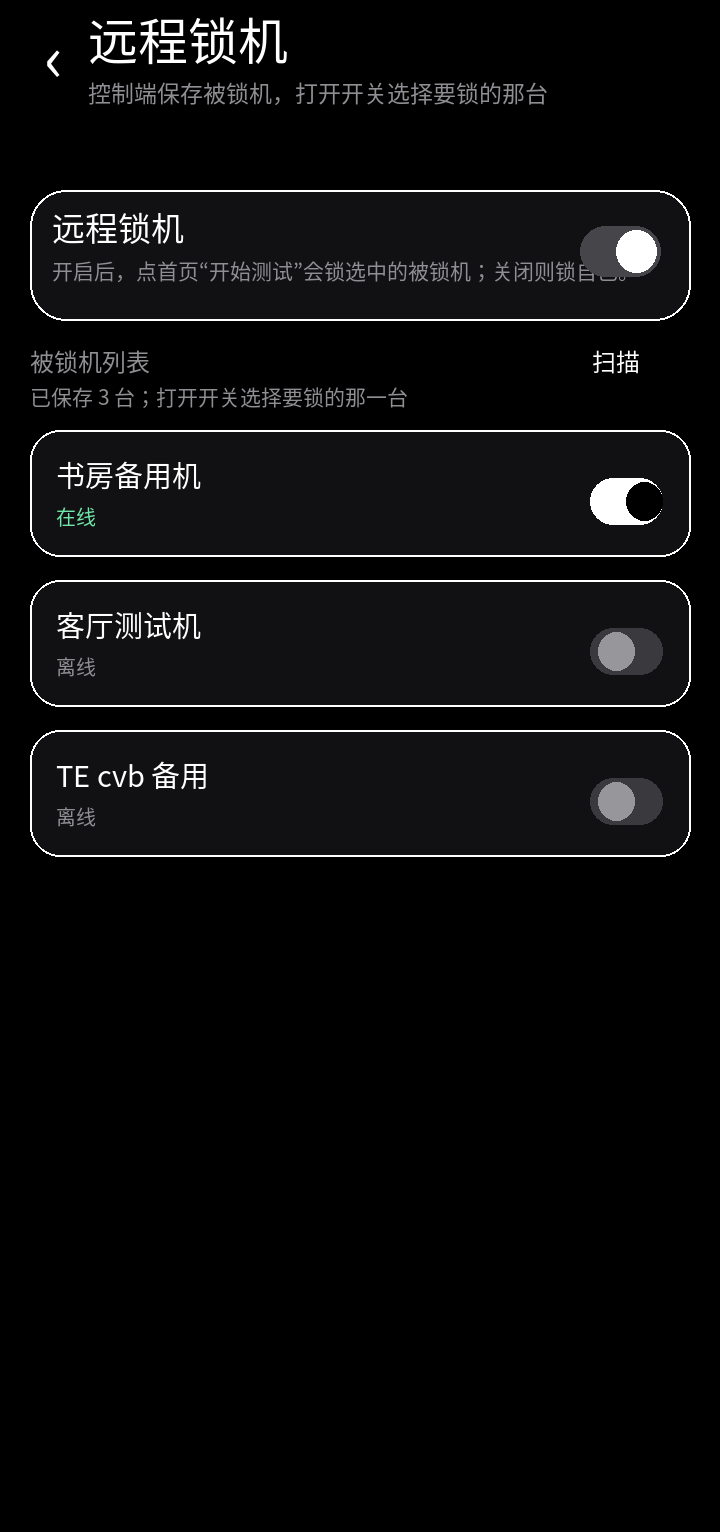 远程锁机
控制端保存被锁机，打开开关选择要锁的那台
远程锁机
开启后，点首页“开始测试”会锁选中的被锁机；关闭则锁自己。
被锁机列表
扫描
已保存 3 台；打开开关选择要锁的那一台
书房备用机
在线
客厅测试机
离线
TE cvb 备用
离线